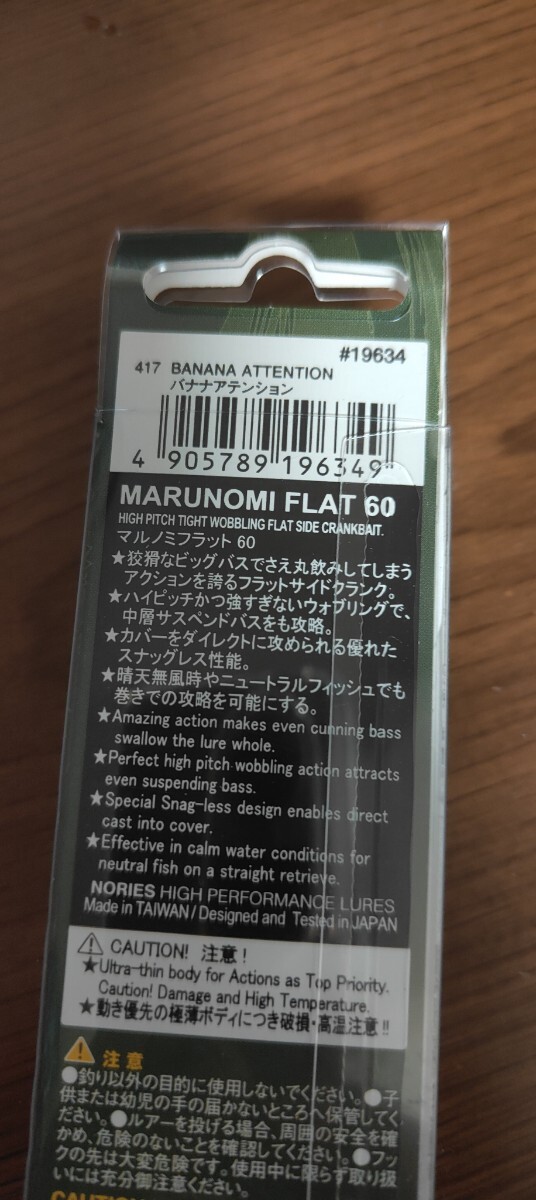 #19634
417 BANANA ATTENTION
バナナアテンション
4 905789 196349
MARUNOMI FLAT 60
HIGH PITCH TIGHT WOBBLING FLAT SIDE CRANKBAIT.
マルノミフラット 60
★狡猾なビッグバスでさえ丸飲みしてしまう
アクションを誇るフラットサイドクランク。
★ハイピッチかつ強すぎないウォブリングで、
中層サスペンドバスをも攻略。
★カバーをダイレクトに攻められる優れた
スナッグレス性能。
★晴天無風時やニュートラルフィッシュでも
巻きでの攻略を可能にする。
★Amazing action makes even cunning bass
swallow the lure whole.
★Perfect high pitch wobbling action attracts
even suspending bass.
★Special Snag-less design enables direct
cast into cover.
★Effective in calm water conditions for
neutral fish on a straight retrieve.
NORIES HIGH PERFORMANCE LURES
Made in TAIWAN/Designed and Tested in JAPAN
CAUTION! 注意！
★Ultra-thin body for Actions as Top Priority.
Caution! Damage and High Temperature.
★動き優先の極薄ボディにつき破損・高温注意!!
注意
●釣り以外の目的に使用しないでください。●子
供または幼児の手の届かないところへ保管してく
ださい。●ルアーを投げる場合、周囲の安全を確
かめ、危険のないことを確認してください。●フッ
クの先は大変危険です。使用中に限らず取り扱
いには充分御注意ください。
CAUTION